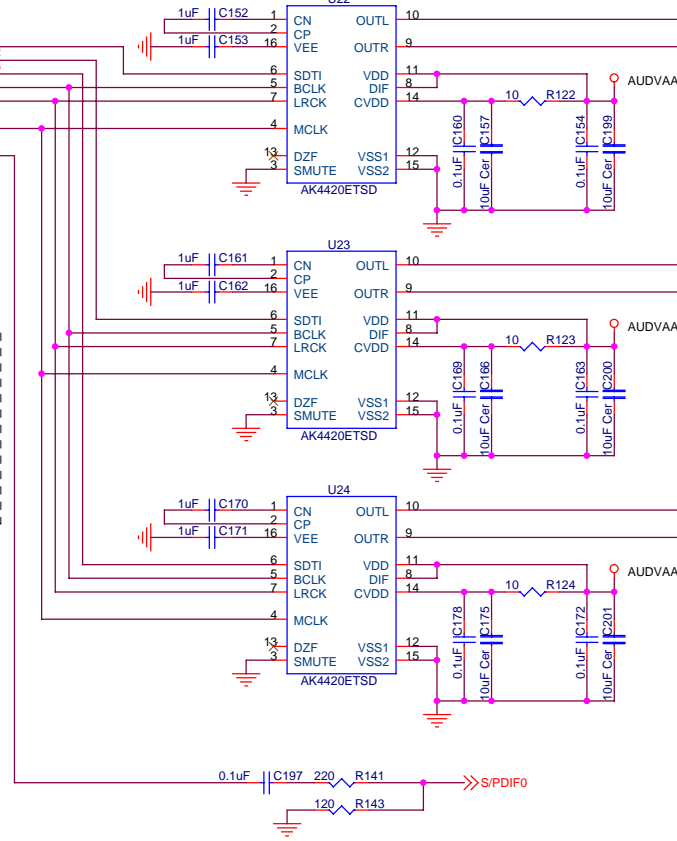 U22
1uF C152 1 CN OUTL 10
2 CP
1uF C153 16 VEE OUTR 9
6 SDTI VDD 11
5 BCLK DIF 8
7 LRCK CVDD 14
10 R122
AUDVAA
4 MCLK
0.1uF C160
10uF Cer C157
0.1uF C154
10uF Cer C199
13 DZF VSS1 12
3 SMUTE VSS2 15
AK4420ETSD
U23
1uF C161 1 CN OUTL 10
2 CP
1uF C162 16 VEE OUTR 9
6 SDTI VDD 11
5 BCLK DIF 8
7 LRCK CVDD 14
10 R123
AUDVAA
4 MCLK
0.1uF C169
10uF Cer C166
0.1uF C163
10uF Cer C200
13 DZF VSS1 12
3 SMUTE VSS2 15
AK4420ETSD
U24
1uF C170 1 CN OUTL 10
2 CP
1uF C171 16 VEE OUTR 9
6 SDTI VDD 11
5 BCLK DIF 8
7 LRCK CVDD 14
10 R124
AUDVAA
4 MCLK
0.1uF C178
10uF Cer C175
0.1uF C172
10uF Cer C201
13 DZF VSS1 12
3 SMUTE VSS2 15
AK4420ETSD
0.1uF C197 220 R141 S/PDIF0
120 R143